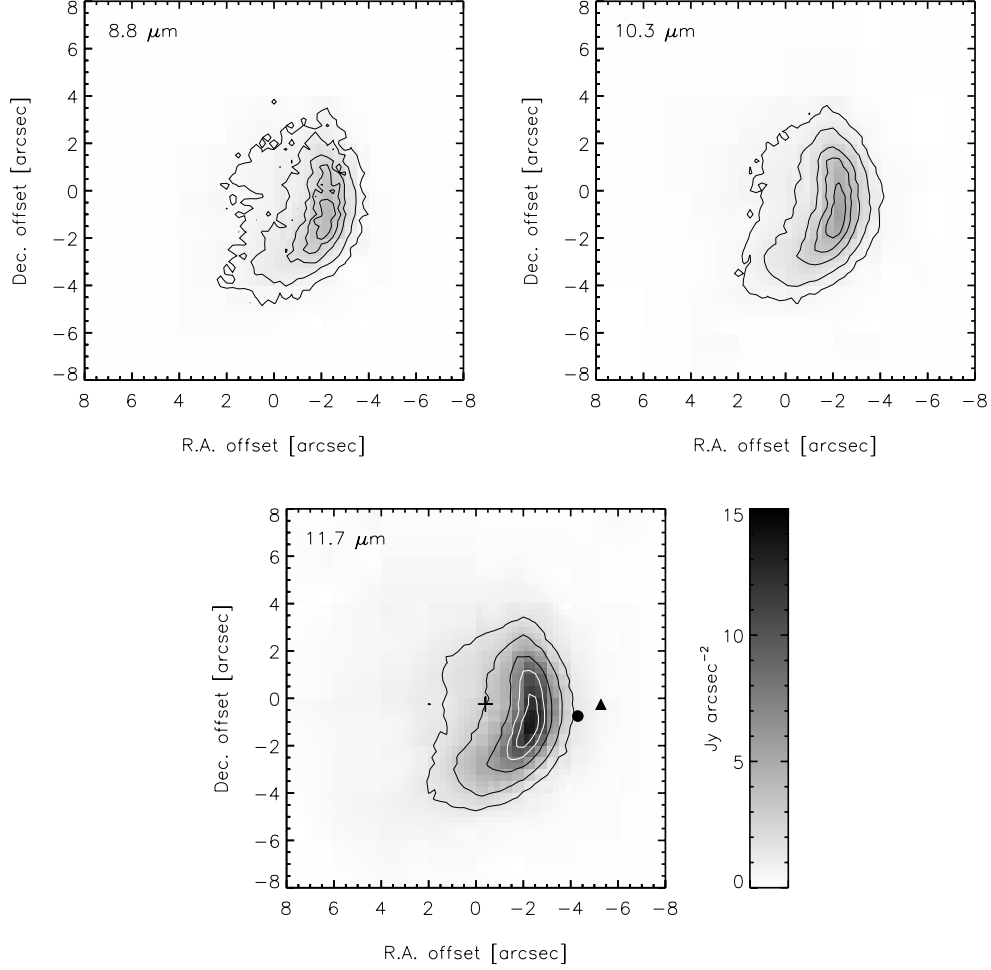 8.8 μm
8
6
4
2
0
−2
−4
−6
−8
Dec. offset [arcsec]
8 6 4 2 0 −2 −4 −6 −8
R.A. offset [arcsec]
10.3 μm
8
6
4
2
0
−2
−4
−6
−8
Dec. offset [arcsec]
8 6 4 2 0 −2 −4 −6 −8
R.A. offset [arcsec]
11.7 μm
8
6
4
2
0
−2
−4
−6
−8
Dec. offset [arcsec]
8 6 4 2 0 −2 −4 −6 −8
R.A. offset [arcsec]
15
10
5
0
Jy arcsec⁻²